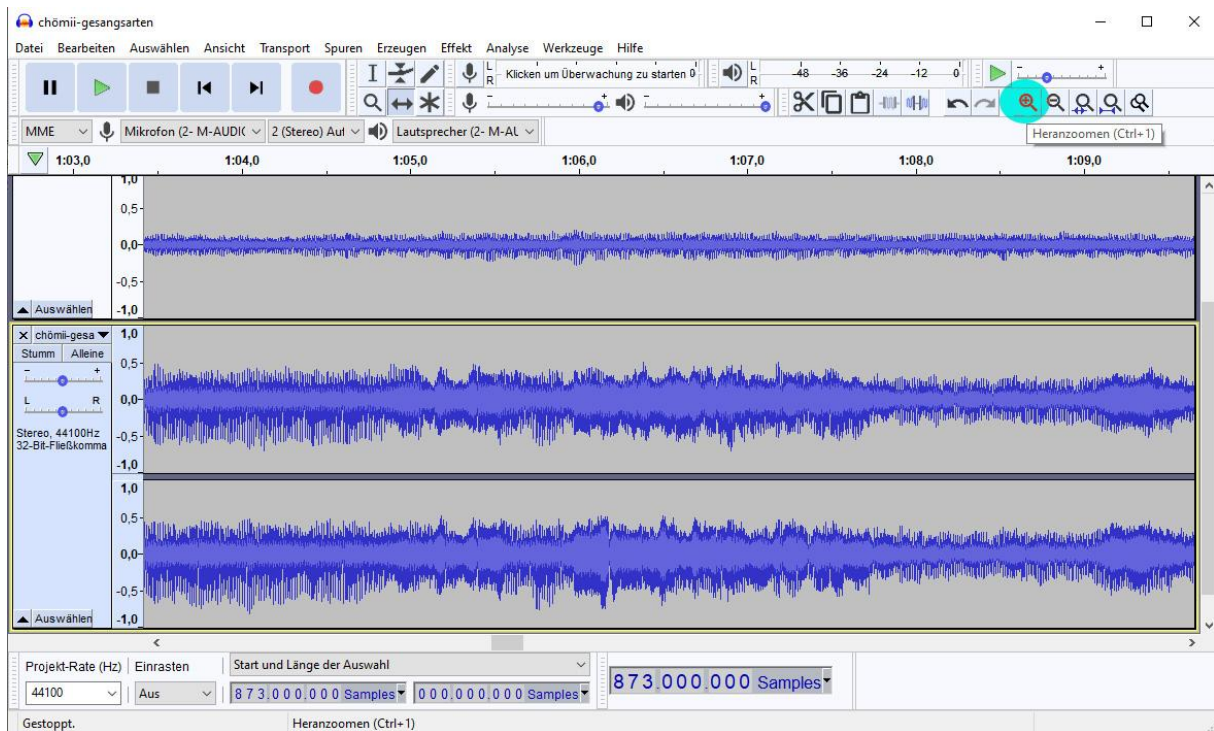 chömii-gesangsarten
Datei Bearbeiten Auswählen Ansicht Transport Spuren Erzeugen Effekt Analyse Werkzeuge Hilfe
L
R
Klicken um Überwachung zu starten 0
L
R
-48 -36 -24 -12 0
- +
- + - +
MME Mikrofon (2- M-AUDI( 2 (Stereo) Auf Lautsprecher (2- M-AL
Heranzoomen (Ctrl+1)
1:03,0 1:04,0 1:05,0 1:06,0 1:07,0 1:08,0 1:09,0
1,0
0,5-
0,0-
-0,5-
Auswählen -1,0
X chömii-gesa 1,0
Stumm Alleine
- + 0,5-
L R 0,0-
Stereo, 44100Hz -0,5-
32-Bit-Fließkomma
-1,0
1,0
0,5-
0,0-
-0,5-
Auswählen -1,0
Projekt-Rate (Hz) Einrasten Start und Länge der Auswahl
44100 Aus 873.000.000 Samples 000.000.000 Samples 873.000.000 Samples
Gestoppt. Heranzoomen (Ctrl+1)